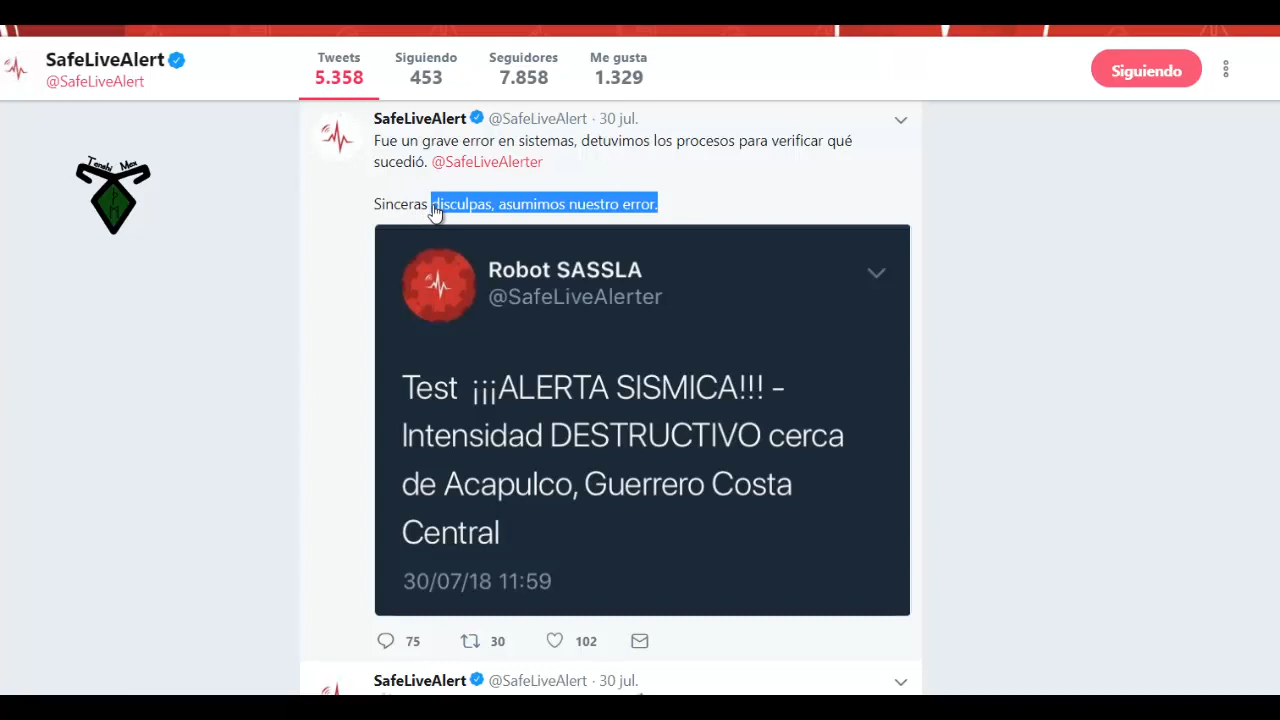 SafeLiveAlert
@SafeLiveAlert
Tweets
5.358
Siguiendo
453
Seguidores
7.858
Me gusta
1.329
Siguiendo
Tenshi Mex
SafeLiveAlert @SafeLiveAlert · 30 jul.
Fue un grave error en sistemas, detuvimos los procesos para verificar qué
sucedió. @SafeLiveAlerter
Sinceras disculpas, asumimos nuestro error.
Robot SASSLA
@SafeLiveAlerter
Test ¡¡¡ALERTA SISMICA!!! -
Intensidad DESTRUCTIVO cerca
de Acapulco, Guerrero Costa
Central
30/07/18 11:59
75 30 102
SafeLiveAlert @SafeLiveAlert · 30 jul.